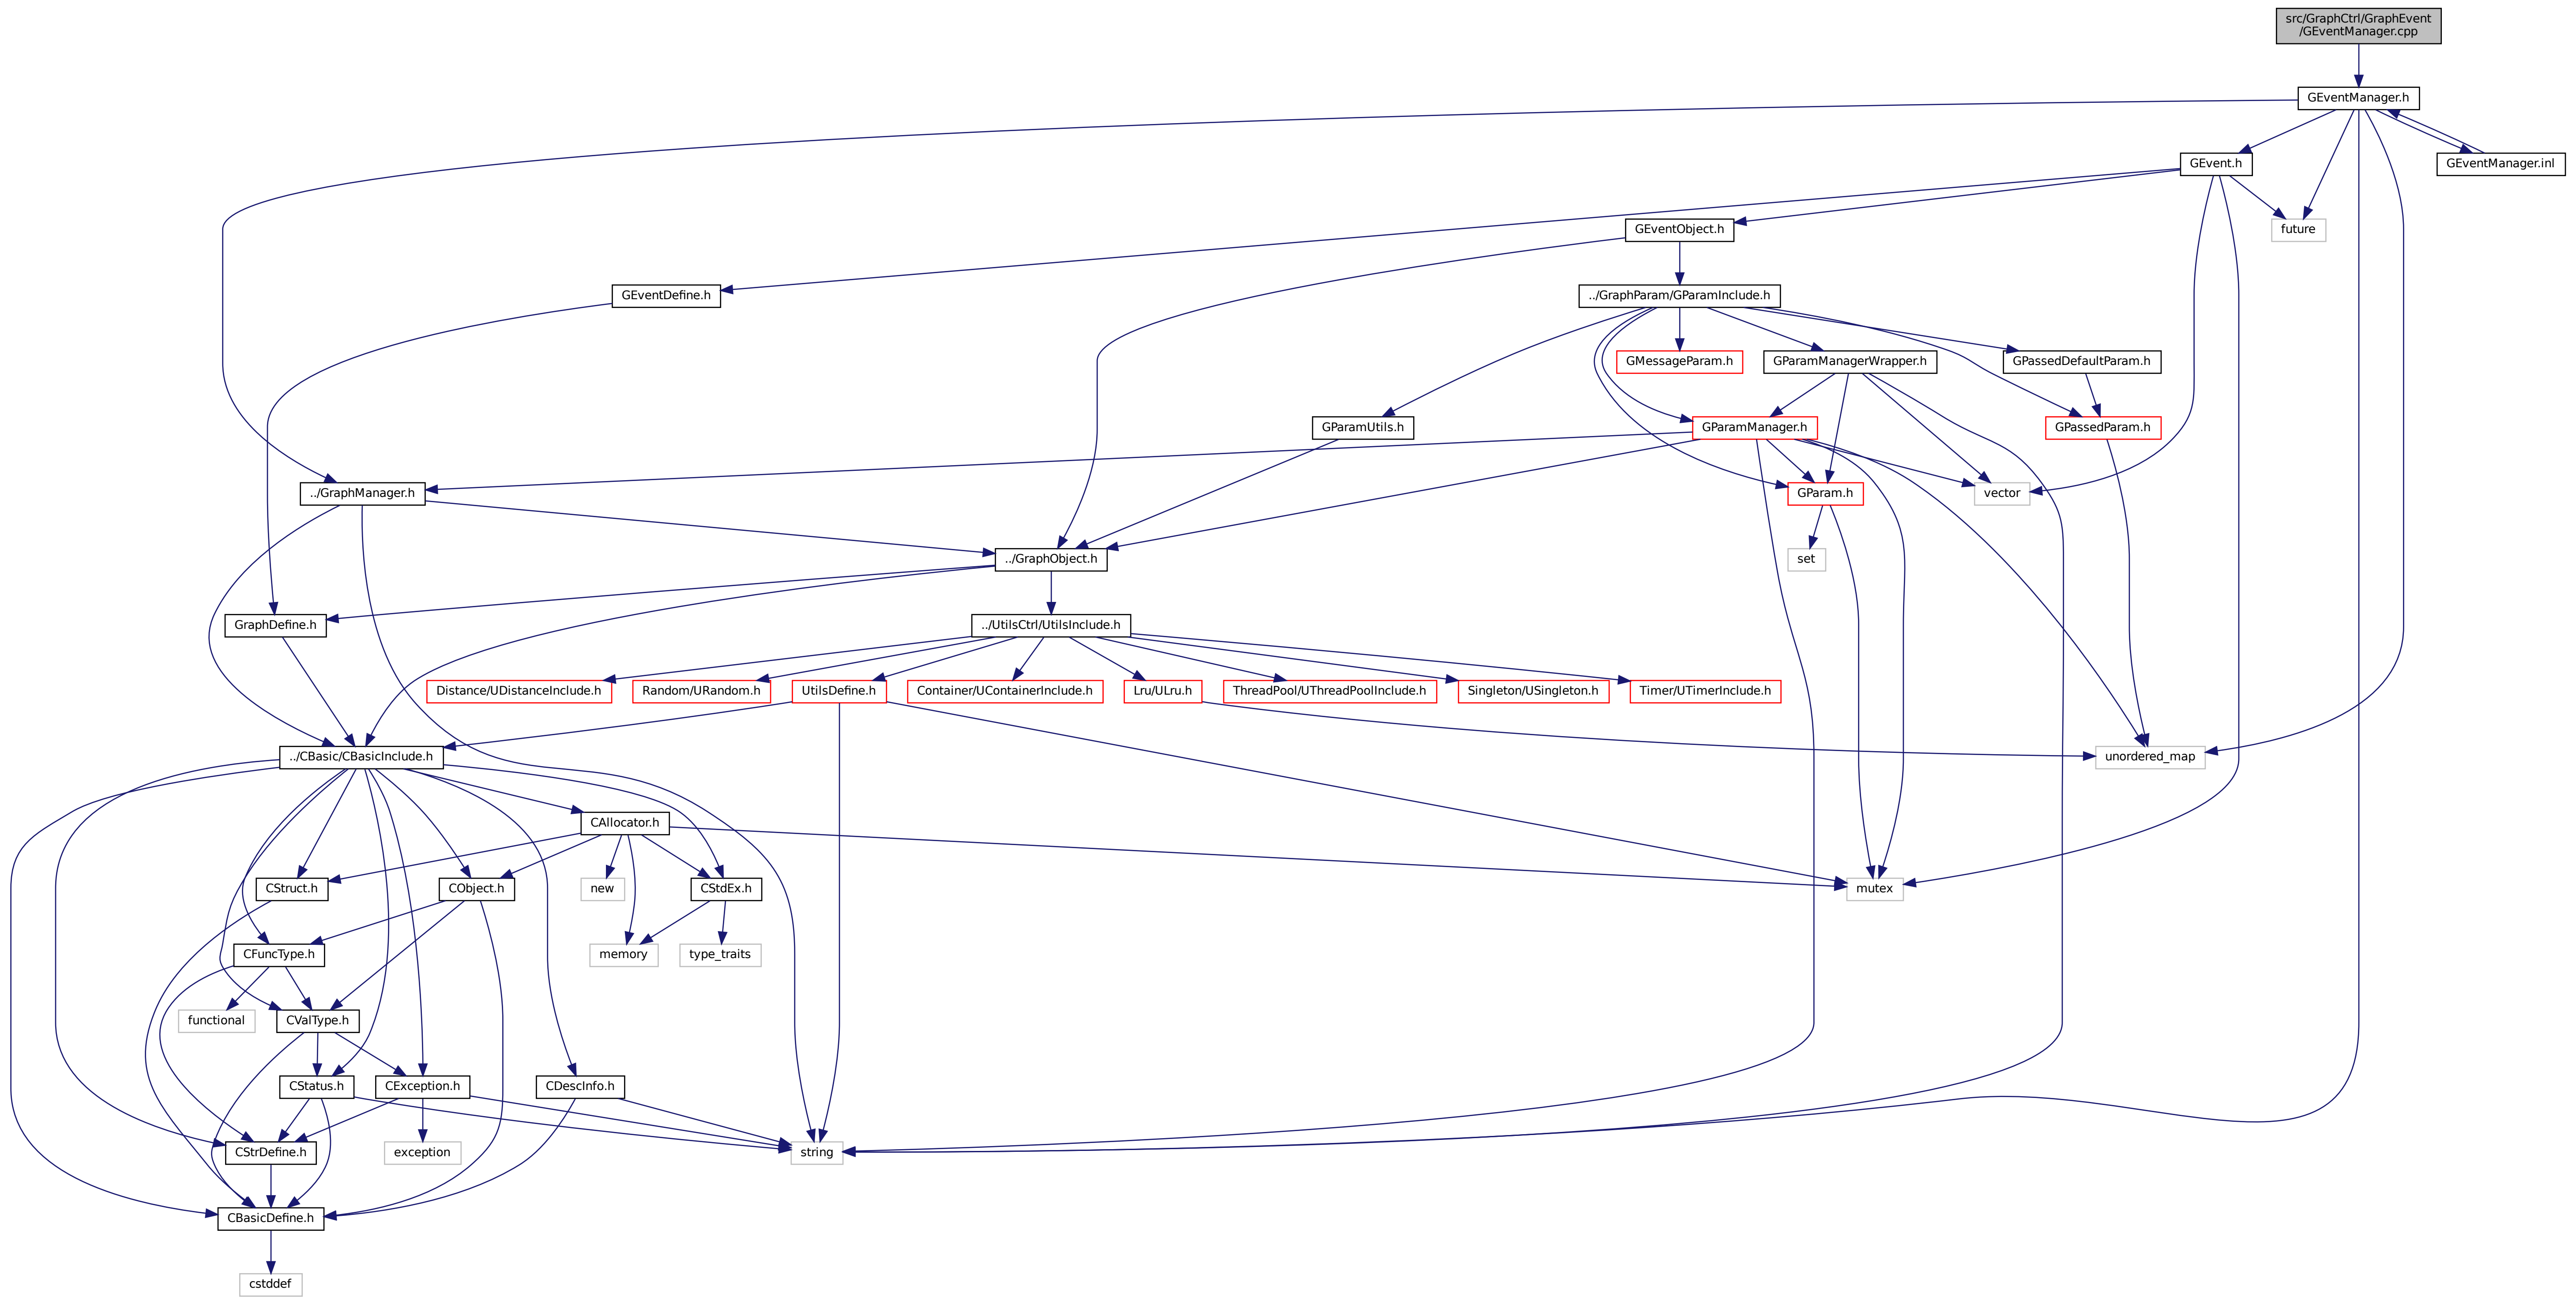 src/GraphCtrl/GraphEvent
/GEventManager.cpp
GEventManager.h
GEvent.h
GEventManager.inl
GEventObject.h
future
GEventDefine.h
../GraphParam/GParamInclude.h
GMessageParam.h
GParamManagerWrapper.h
GPassedDefaultParam.h
GParamUtils.h
GParamManager.h
GPassedParam.h
../GraphManager.h
GParam.h
vector
../GraphObject.h
set
GraphDefine.h
../UtilsCtrl/UtilsInclude.h
Distance/UDistanceInclude.h
Random/URandom.h
UtilsDefine.h
Container/UContainerInclude.h
Lru/ULru.h
ThreadPool/UThreadPoolInclude.h
Singleton/USingleton.h
Timer/UTimerInclude.h
../CBasic/CBasicInclude.h
unordered_map
CAllocator.h
CStruct.h
CObject.h
new
CStdEx.h
mutex
CFuncType.h
memory
type_traits
functional
CValType.h
CStatus.h
CException.h
CDescInfo.h
CStrDefine.h
exception
string
CBasicDefine.h
cstddef